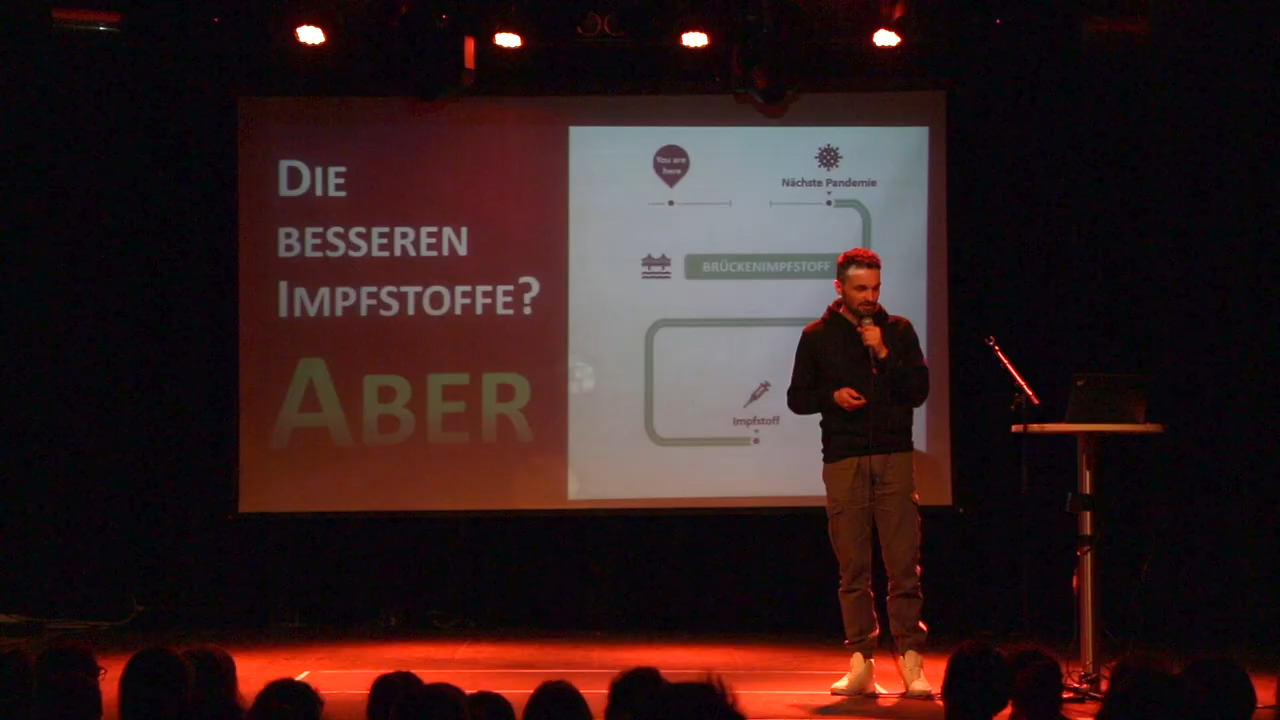 DIE
BESSEREN
IMPFSTOFFE?
ABER
You are
here
Nächste Pandemie
BRÜCKENIMPFSTOFF
Impfstoff